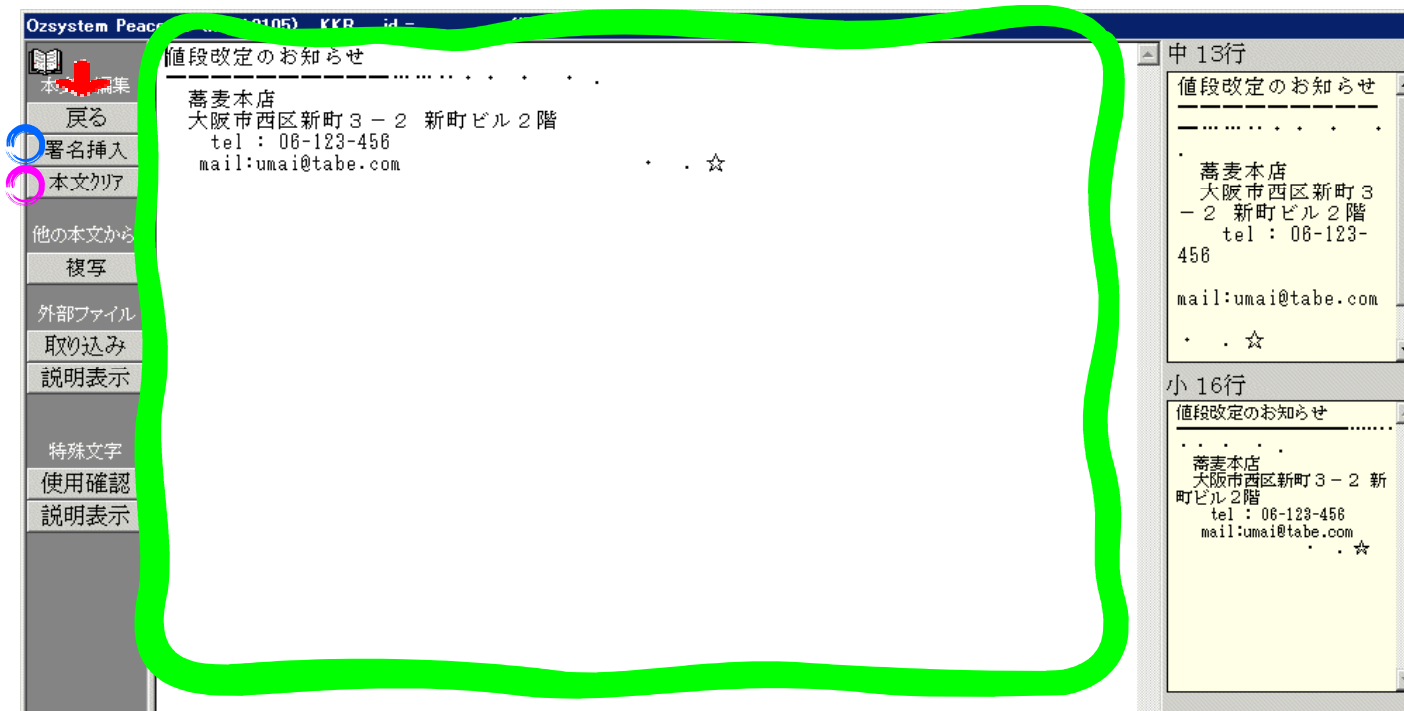 Ozsystem Peac
KKR id =
本文 編集
戻る
署名挿入
本文クリア
他の本文から
複写
外部ファイル
取り込み
説明表示
特殊文字
使用確認
説明表示
値段改定のお知らせ
━━━━━━━━━━…‥・・ ・ ・ .
蕎麦本店
大阪市西区新町3-2 新町ビル2階
tel : 06-123-456
mail:umai@tabe.com ・ .☆
中 13行
値段改定のお知らせ
━━━━━━━━━
━……‥・・ ・ ・
.
蕎麦本店
大阪市西区新町3
-2 新町ビル2階
tel : 06-123-
456
mail:umai@tabe.com
・ .☆
小 16行
値段改定のお知らせ
━━━━━━━━━━……
・・・ ・ .
蕎麦本店
大阪市西区新町3-2 新
町ビル2階
tel : 06-123-456
mail:umai@tabe.com
・ .☆